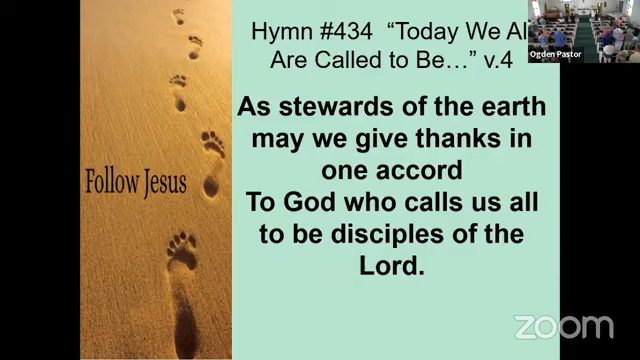 Hymn #434 “Today We Al
Are Called to Be…” v.4
As stewards of the earth
may we give thanks in
one accord
To God who calls us all
to be disciples of the
Lord.
Follow Jesus
Ogden Pastor
zoom